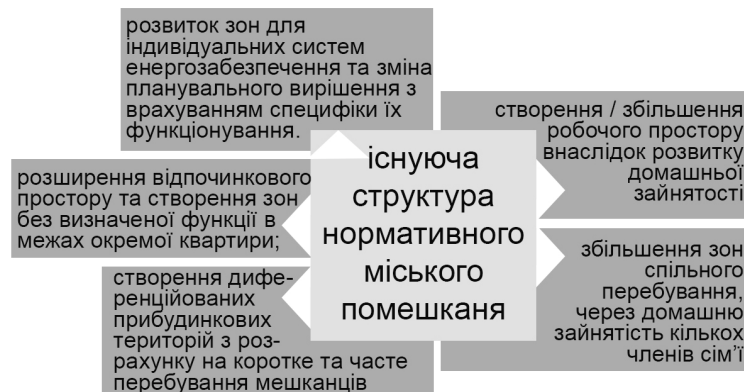 розвиток зон для
індивідуальних систем
енергозабезпечення та зміна
планувального вирішення з
врахуванням специфіки їх
функціонування.
розширення відпочинкового
простору та створення зон
без визначеної функції в
межах окремої квартири;
створення дифе-
ренційованих
прибудинкових
територій з роз-
рахунку на коротке та часте
перебування мешканців
існуюча
структура
нормативного
міського
помешканя
створення / збільшення
робочого простору
внаслідок розвитку
домашньої
зайнятості
збільшення зон
спільного
перебування,
через домашню
зайнятість кількох
членів сім’ї